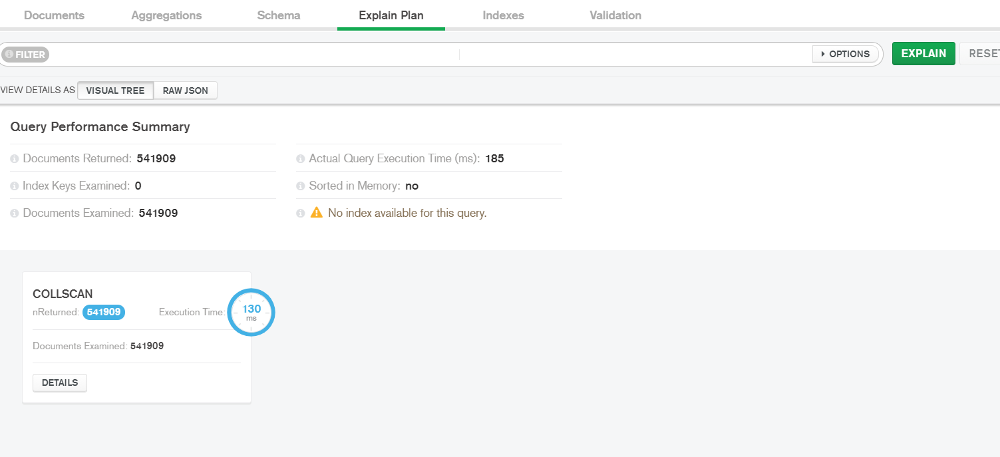 Documents Aggregations Schema Explain Plan Indexes Validation
FILTER OPTIONS EXPLAIN RESET
VIEW DETAILS AS VISUAL TREE RAW JSON
Query Performance Summary
Documents Returned: 541909 Actual Query Execution Time (ms): 185
Index Keys Examined: 0 Sorted in Memory: no
Documents Examined: 541909 No index available for this query.
COLLSCAN
nReturned: 541909 Execution Time: 130 ms
Documents Examined: 541909
DETAILS